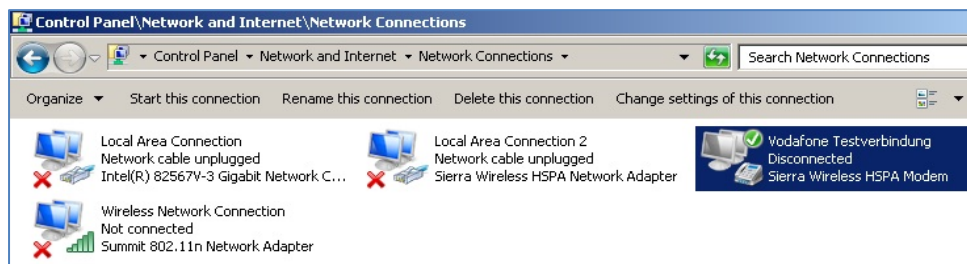 Control Panel\Network and Internet\Network Connections
Control Panel Network and Internet Network Connections Search Network Connections
Organize Start this connection Rename this connection Delete this connection Change settings of this connection
Local Area Connection
Network cable unplugged
Intel(R) 82567V-3 Gigabit Network C...
Local Area Connection 2
Network cable unplugged
Sierra Wireless HSPA Network Adapter
Vodafone Testverbindung
Disconnected
Sierra Wireless HSPA Modem
Wireless Network Connection
Not connected
Summit 802.11n Network Adapter